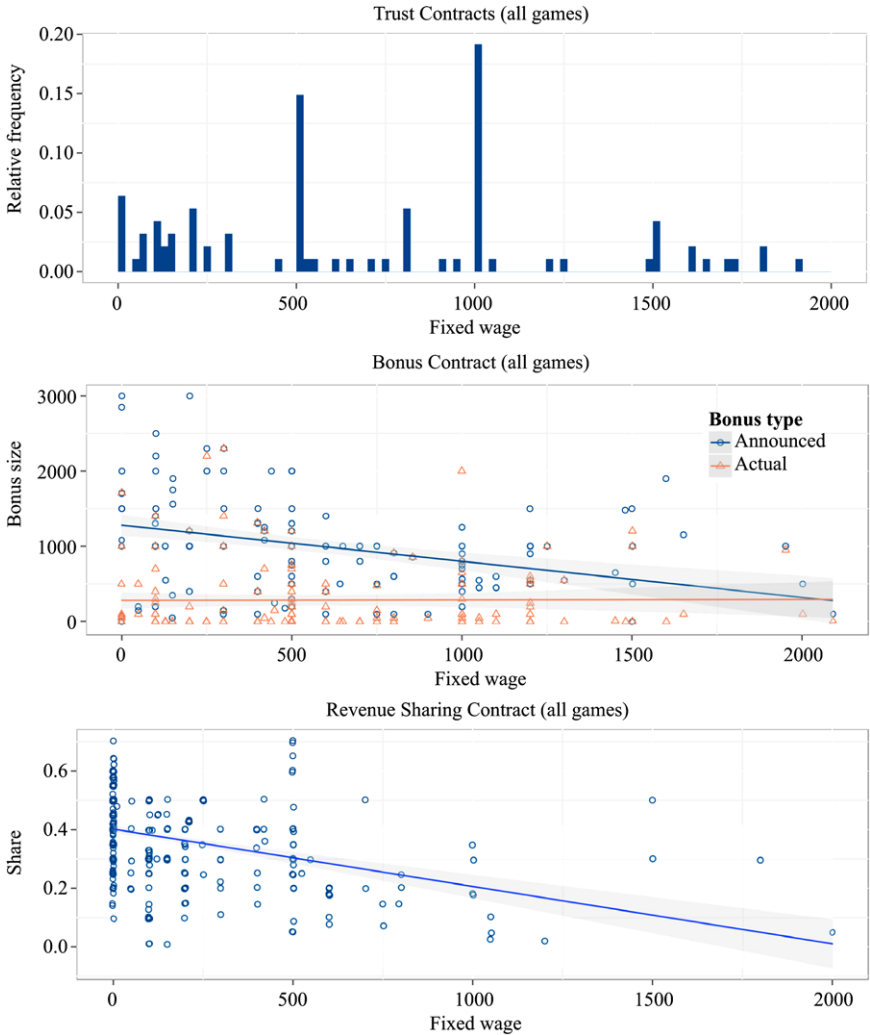 Trust Contracts (all games)
Relative frequency
0.20
0.15
0.10
0.05
0.00
0 500 1000 1500 2000
Fixed wage
Bonus Contract (all games)
Bonus size
3000
2000
1000
0
Bonus type
Announced
Actual
0 500 1000 1500 2000
Fixed wage
Revenue Sharing Contract (all games)
Share
0.6
0.4
0.2
0.0
0 500 1000 1500 2000
Fixed wage